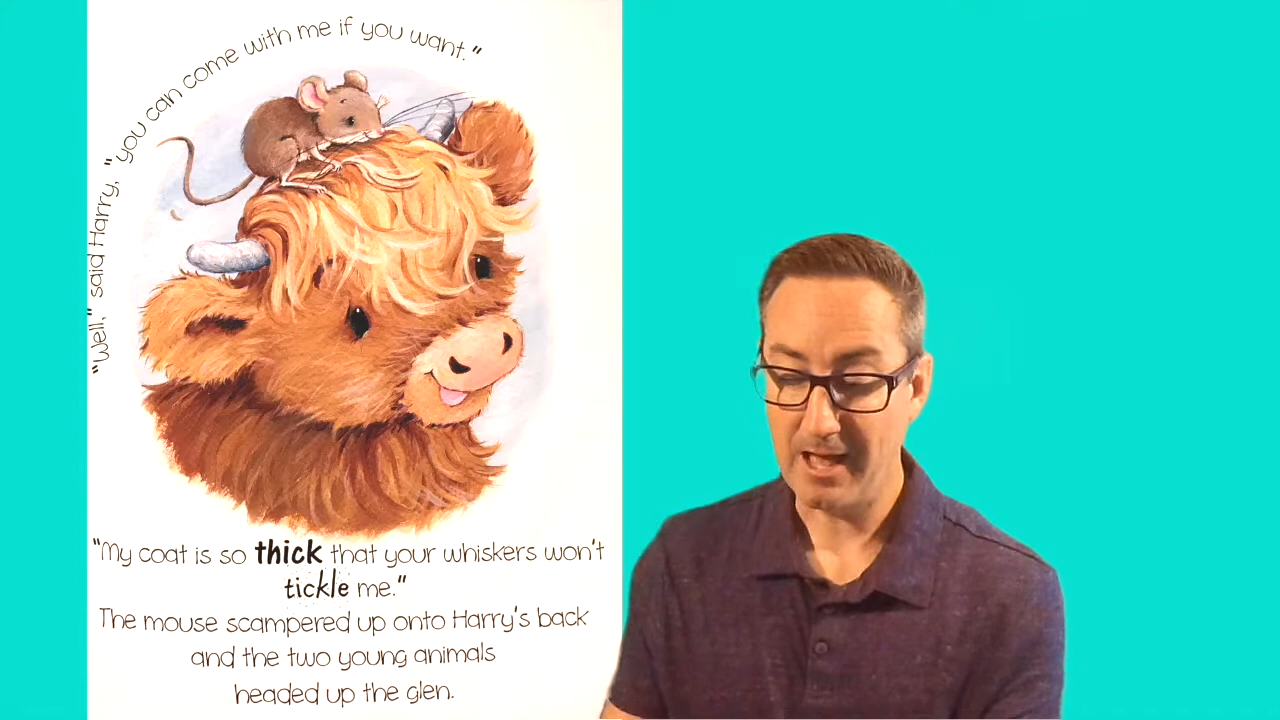 "Well," said Harry, "you can come with me if you want."
"My coat is so thick that your whiskers won't
tickle me."
The mouse scampered up onto Harry's back
and the two young animals
headed up the glen.